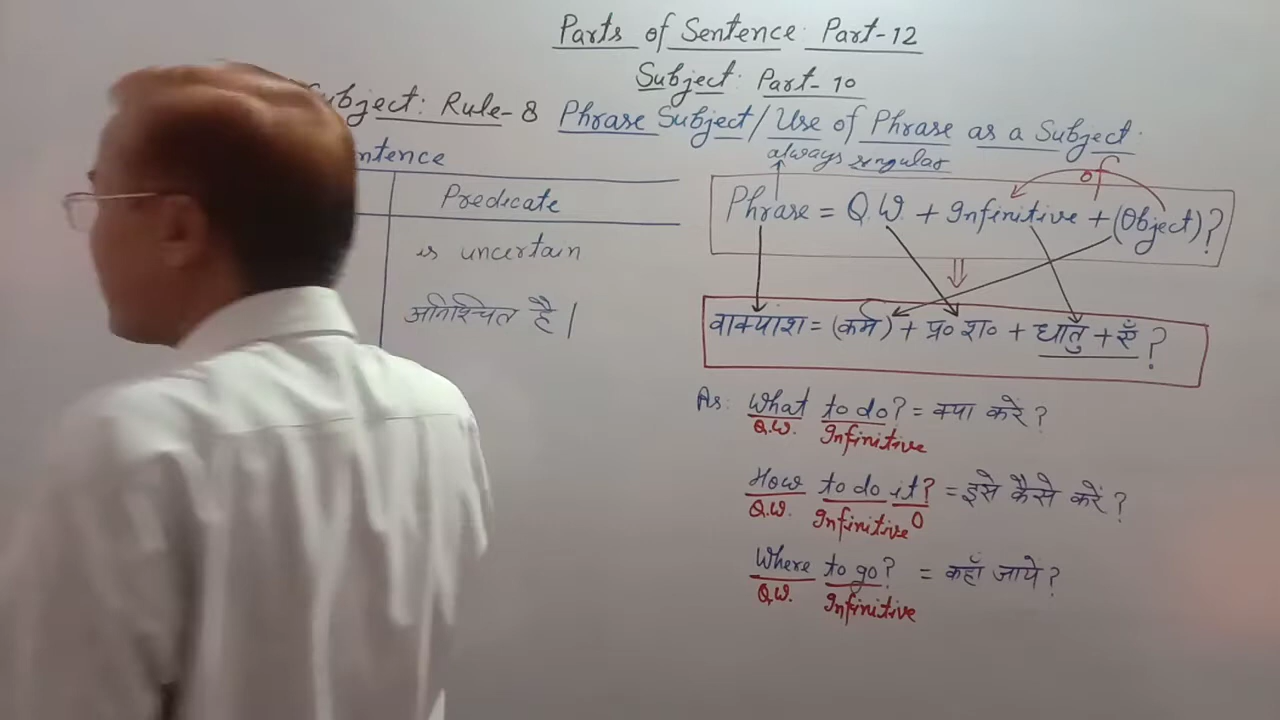 Parts of Sentence: Part-12
Subject: Part-10
Subject: Rule-8 Phrase Subject/Use of Phrase as a Subject:
always singular
Predicate
is uncertain
अनिश्चित है।
of
Phrase = Q.W. + Infinitive + (Object)?
वाक्यांश = (कर्म) + प्र० श० + धातु + एँ ?
As: What to do? = क्या करें ?
Q.W. Infinitive
How to do it? = इसे कैसे करें ?
Q.W. Infinitive O
Where to go? = कहाँ जाये ?
Q.W. Infinitive